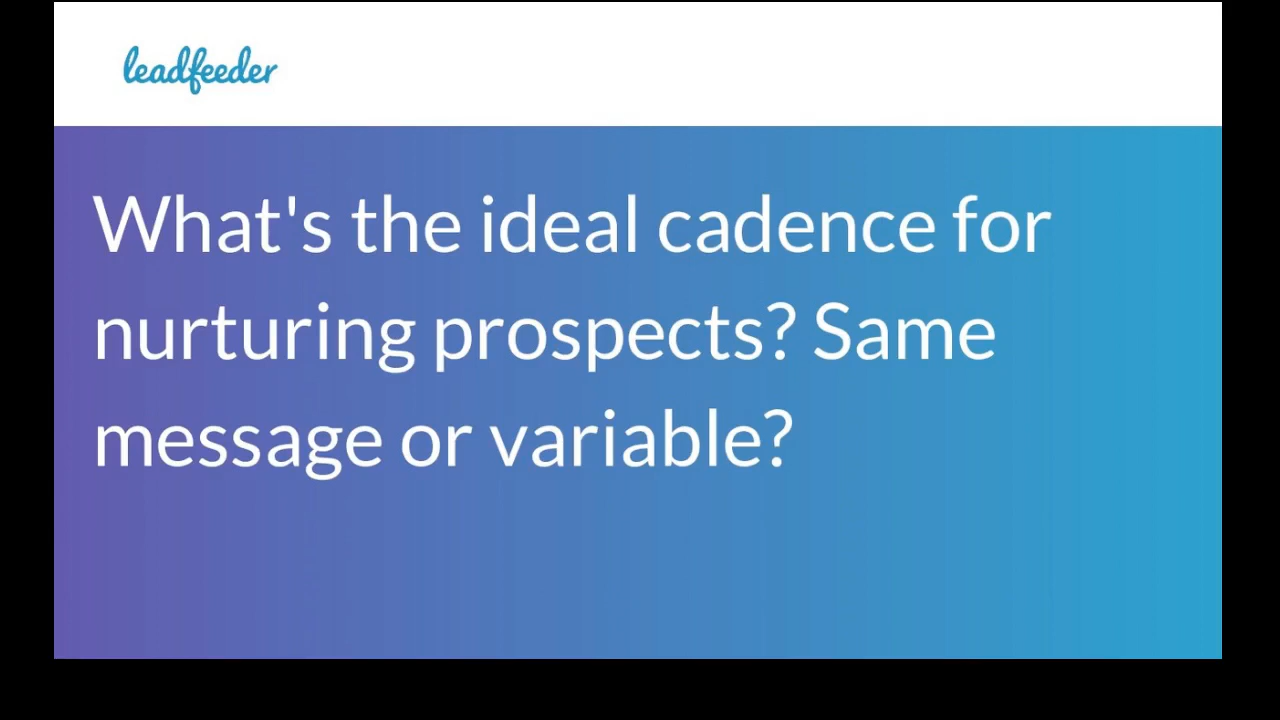 leadfeeder
What's the ideal cadence for
nurturing prospects? Same
message or variable?